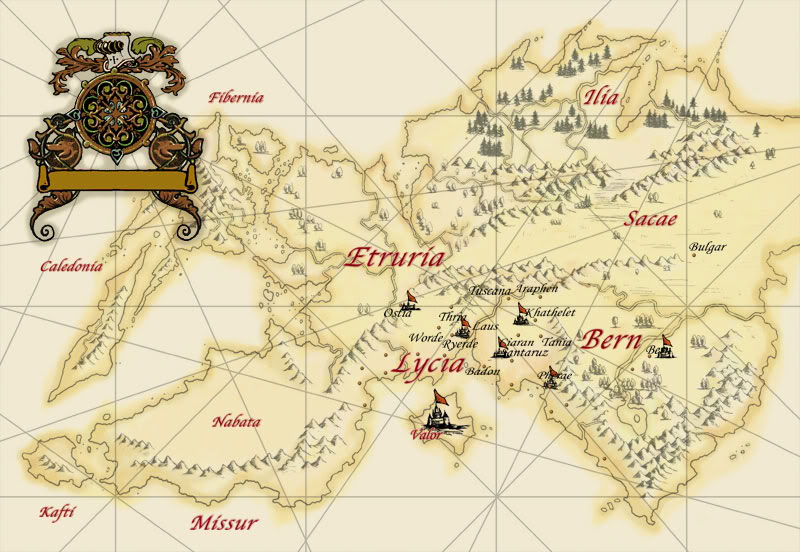 Fibernia
Ilia
Sacae
Bulgar
Etruria
Caledonia
Tuscana
Araphen
Ostia
Thria
Laus
Khathelet
Worde
Ryerde
Tania
Santaruz
Bern
Bern
Lycia
Badon
Pherae
Nabata
Valor
Kafti
Missur